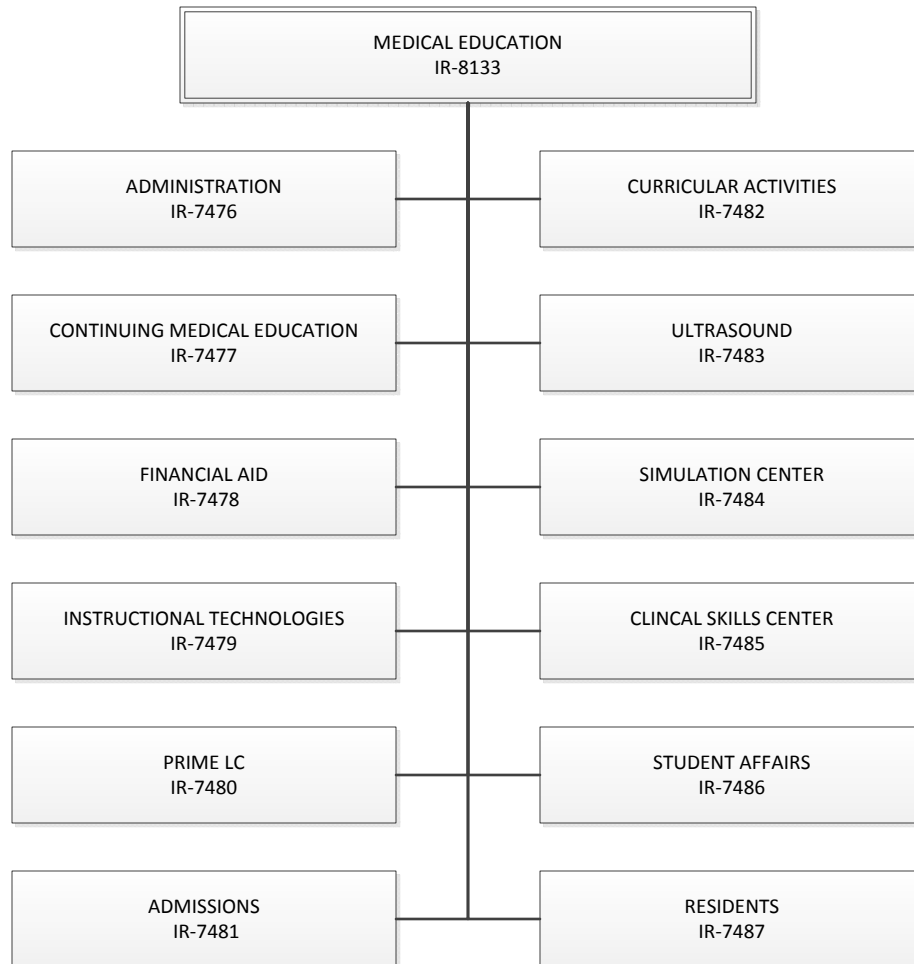 MEDICAL EDUCATION
IR-8133
ADMINISTRATION
IR-7476
CURRICULAR ACTIVITIES
IR-7482
CONTINUING MEDICAL EDUCATION
IR-7477
ULTRASOUND
IR-7483
FINANCIAL AID
IR-7478
SIMULATION CENTER
IR-7484
INSTRUCTIONAL TECHNOLOGIES
IR-7479
CLINCAL SKILLS CENTER
IR-7485
PRIME LC
IR-7480
STUDENT AFFAIRS
IR-7486
ADMISSIONS
IR-7481
RESIDENTS
IR-7487